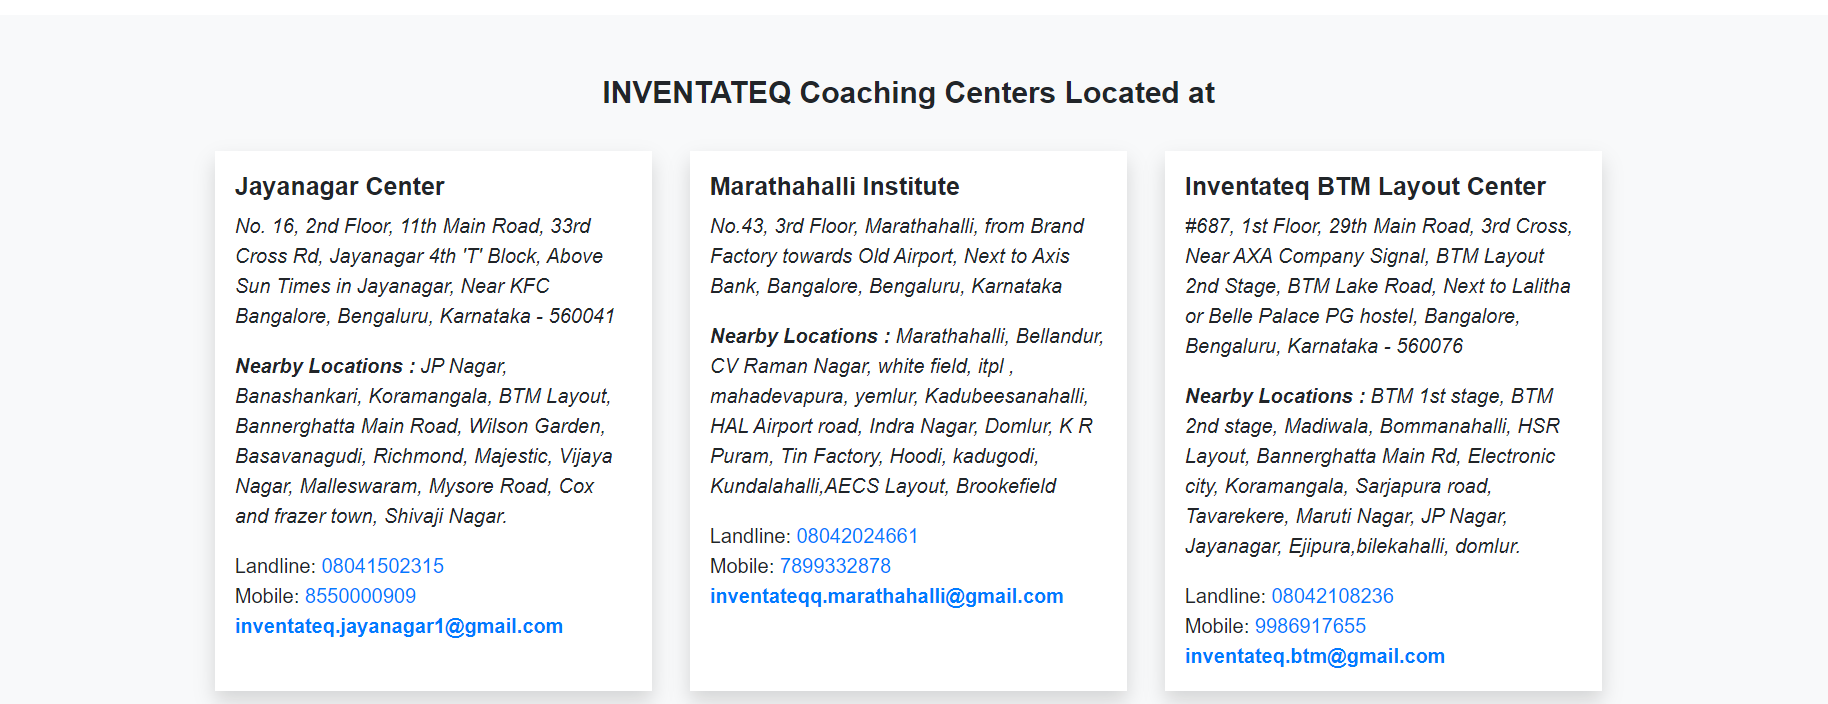 INVENTATEQ Coaching Centers Located at
Jayanagar Center
No. 16, 2nd Floor, 11th Main Road, 33rd
Cross Rd, Jayanagar 4th 'T' Block, Above
Sun Times in Jayanagar, Near KFC
Bangalore, Bengaluru, Karnataka - 560041
Nearby Locations : JP Nagar,
Banashankari, Koramangala, BTM Layout,
Bannerghatta Main Road, Wilson Garden,
Basavanagudi, Richmond, Majestic, Vijaya
Nagar, Malleswaram, Mysore Road, Cox
and frazer town, Shivaji Nagar.
Landline: 08041502315
Mobile: 8550000909
inventateq.jayanagar1@gmail.com
Marathahalli Institute
No.43, 3rd Floor, Marathahalli, from Brand
Factory towards Old Airport, Next to Axis
Bank, Bangalore, Bengaluru, Karnataka
Nearby Locations : Marathahalli, Bellandur,
CV Raman Nagar, white field, itpl ,
mahadevapura, yemlur, Kadubeesanahalli,
HAL Airport road, Indra Nagar, Domlur, K R
Puram, Tin Factory, Hoodi, kadugodi,
Kundalahalli,AECS Layout, Brookefield
Landline: 08042024661
Mobile: 7899332878
inventateqq.marathahalli@gmail.com
Inventateq BTM Layout Center
#687, 1st Floor, 29th Main Road, 3rd Cross,
Near AXA Company Signal, BTM Layout
2nd Stage, BTM Lake Road, Next to Lalitha
or Belle Palace PG hostel, Bangalore,
Bengaluru, Karnataka - 560076
Nearby Locations : BTM 1st stage, BTM
2nd stage, Madiwala, Bommanahalli, HSR
Layout, Bannerghatta Main Rd, Electronic
city, Koramangala, Sarjapura road,
Tavarekere, Maruti Nagar, JP Nagar,
Jayanagar, Ejipura,bilekahalli, domlur.
Landline: 08042108236
Mobile: 9986917655
inventateq.btm@gmail.com